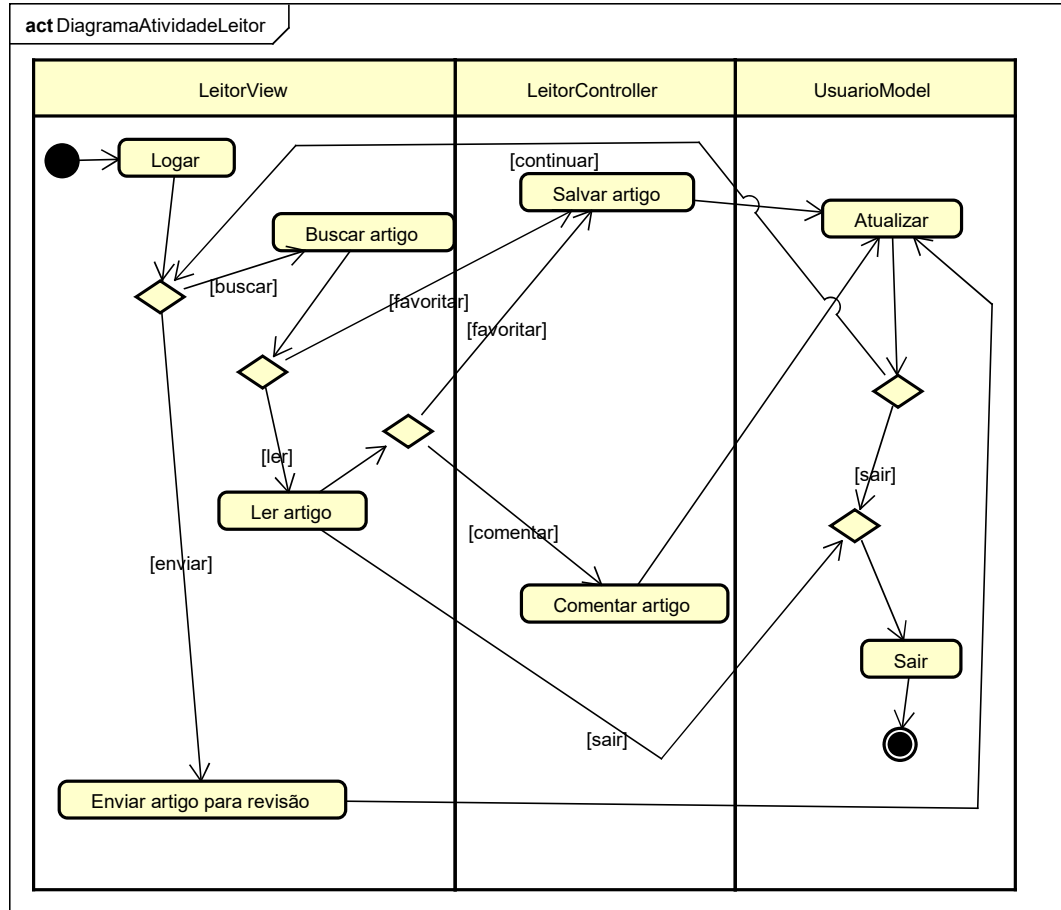 act DiagramaAtividadeLeitor
LeitorView
LeitorController
UsuarioModel
Logar
[continuar]
Salvar artigo
Buscar artigo
Atualizar
[buscar]
[favoritar]
[favoritar]
[ler]
[sair]
Ler artigo
[comentar]
[enviar]
Comentar artigo
Sair
[sair]
Enviar artigo para revisão